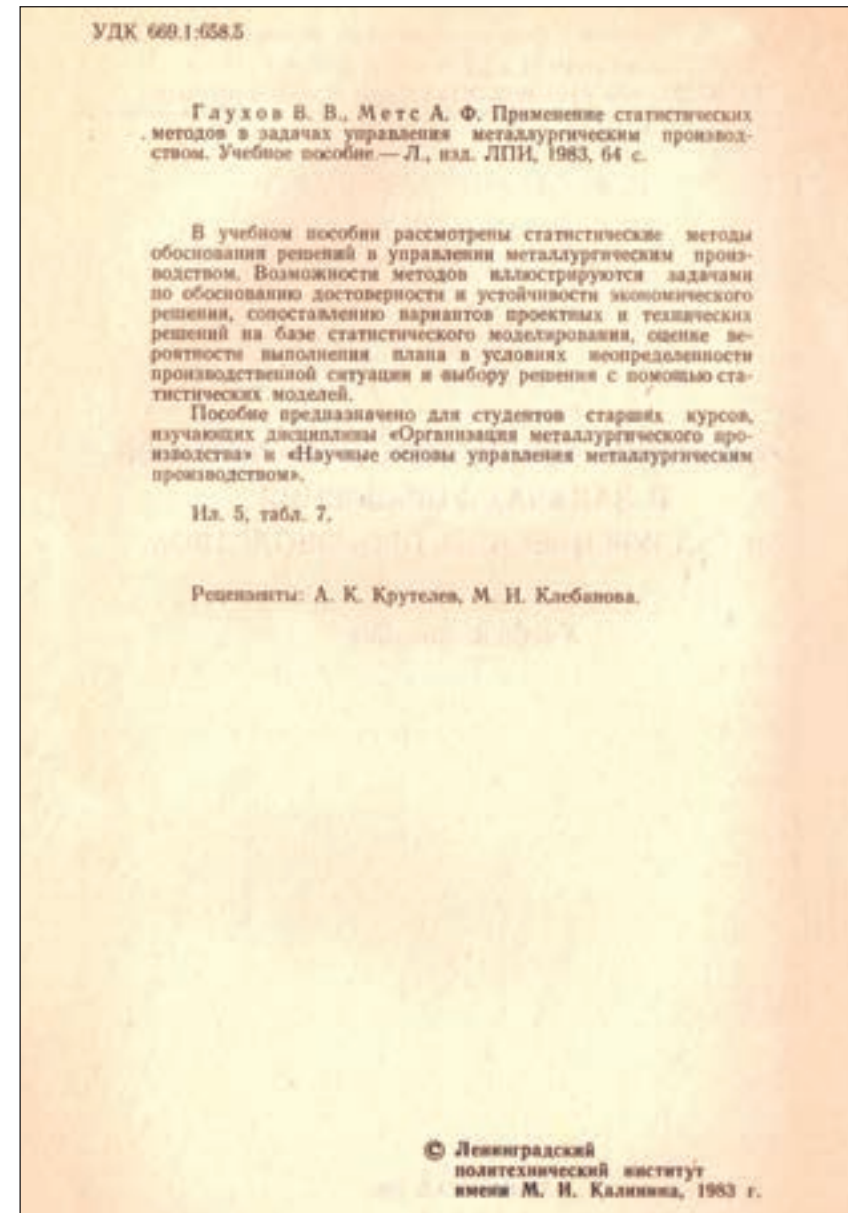 УДК 669.1:658.5
Глухов В. В., Метс А. Ф. Применение статистических
методов в задачах управления металлургическим производ-
ством. Учебное пособие.— Л., изд. ЛПИ, 1983, 64 с.
В учебном пособии рассмотрены статистические методы
обоснования решений в управлении металлургическим произ-
водством. Возможности методов иллюстрируются задачами
по обоснованию достоверности и устойчивости экономического
решения, сопоставлению вариантов проектных и технических
решений на базе статистического моделирования, оценке ве-
роятности выполнения плана в условиях неопределенности
производственной ситуации и выбору решения с помощью ста-
тистических моделей.
Пособие предназначено для студентов старших курсов,
изучающих дисциплины «Организация металлургического про-
изводства» и «Научные основы управления металлургическим
производством».
Ил. 5, табл. 7.
Рецензенты: А. К. Крутелев, М. И. Клебанова.
© Ленинградский
политехнический институт
имени М. И. Калинина, 1983 г.